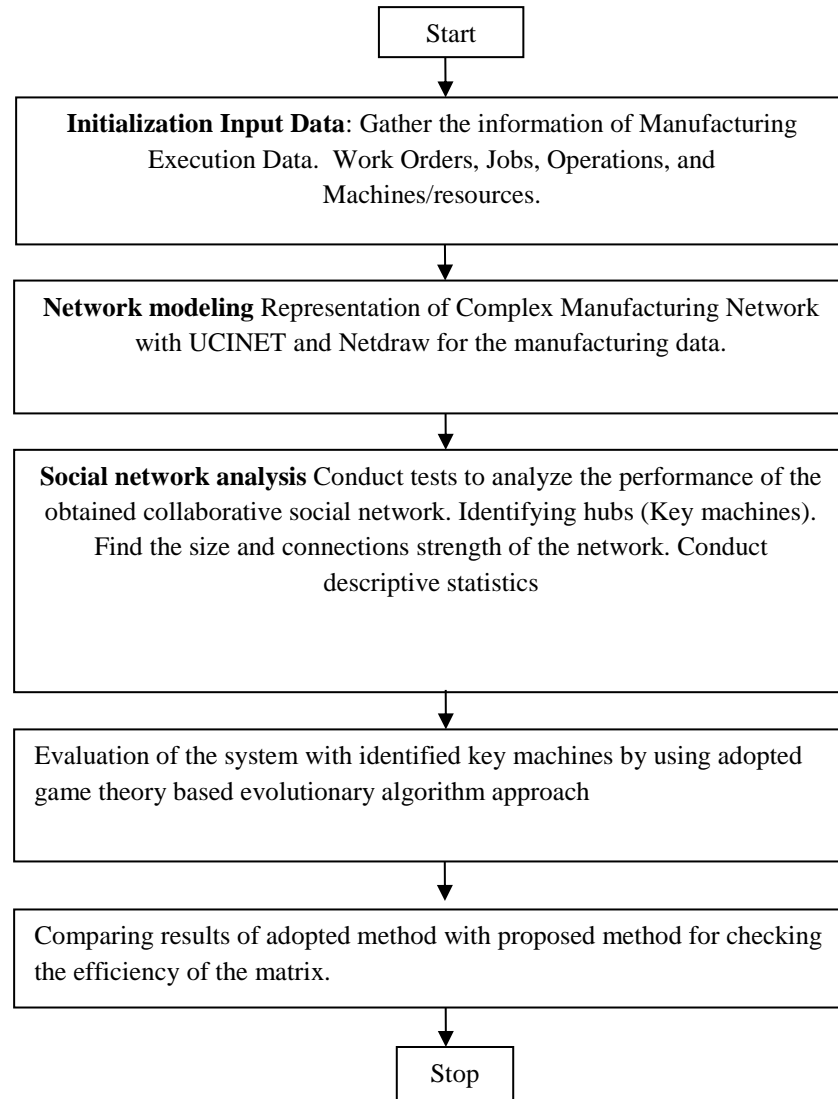 Start
Initialization Input Data: Gather the information of Manufacturing
Execution Data. Work Orders, Jobs, Operations, and
Machines/resources.
Network modeling Representation of Complex Manufacturing Network
with UCINET and Netdraw for the manufacturing data.
Social network analysis Conduct tests to analyze the performance of the
obtained collaborative social network. Identifying hubs (Key machines).
Find the size and connections strength of the network. Conduct
descriptive statistics
Evaluation of the system with identified key machines by using adopted
game theory based evolutionary algorithm approach
Comparing results of adopted method with proposed method for checking
the efficiency of the matrix.
Stop